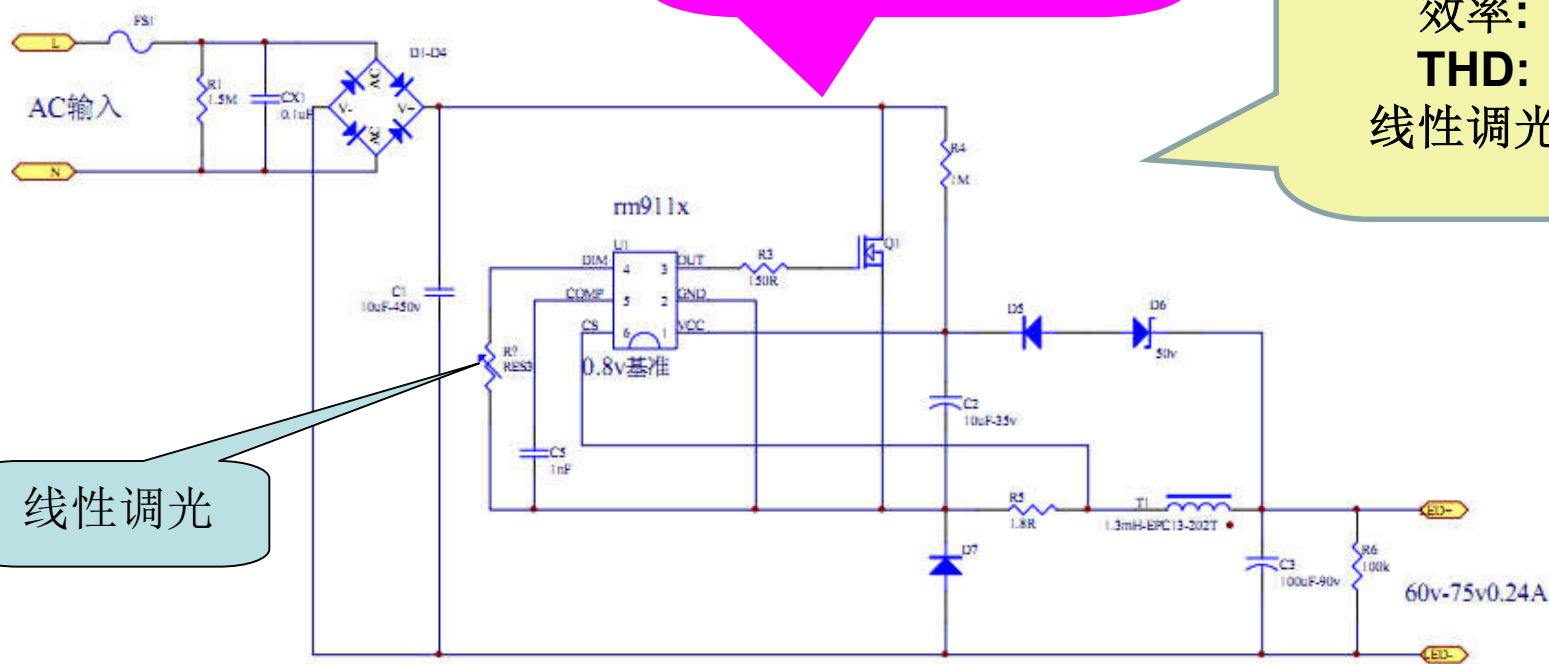 效率:
THD:
线性调光
FS1
L
AC输入
N
R1
1.5M
CX1
0.1uF
D1-D4
AC
V-
V+
AC
C1
10uF-450v
rm911x
U1
DIM 4 3 OUT
COMP 5 2 GND
CS 6 1 VCC
0.8v基准
R?
RES3
C5
1nF
R3
150R
Q1
R4
1M
D5
D6
50v
C2
10uF-35v
R5
1.8R
T1
1.3mH-EPC13-202T
D7
C3
100uF-90v
R6
100k
LED+
60v-75v0.24A
LED-
线性调光